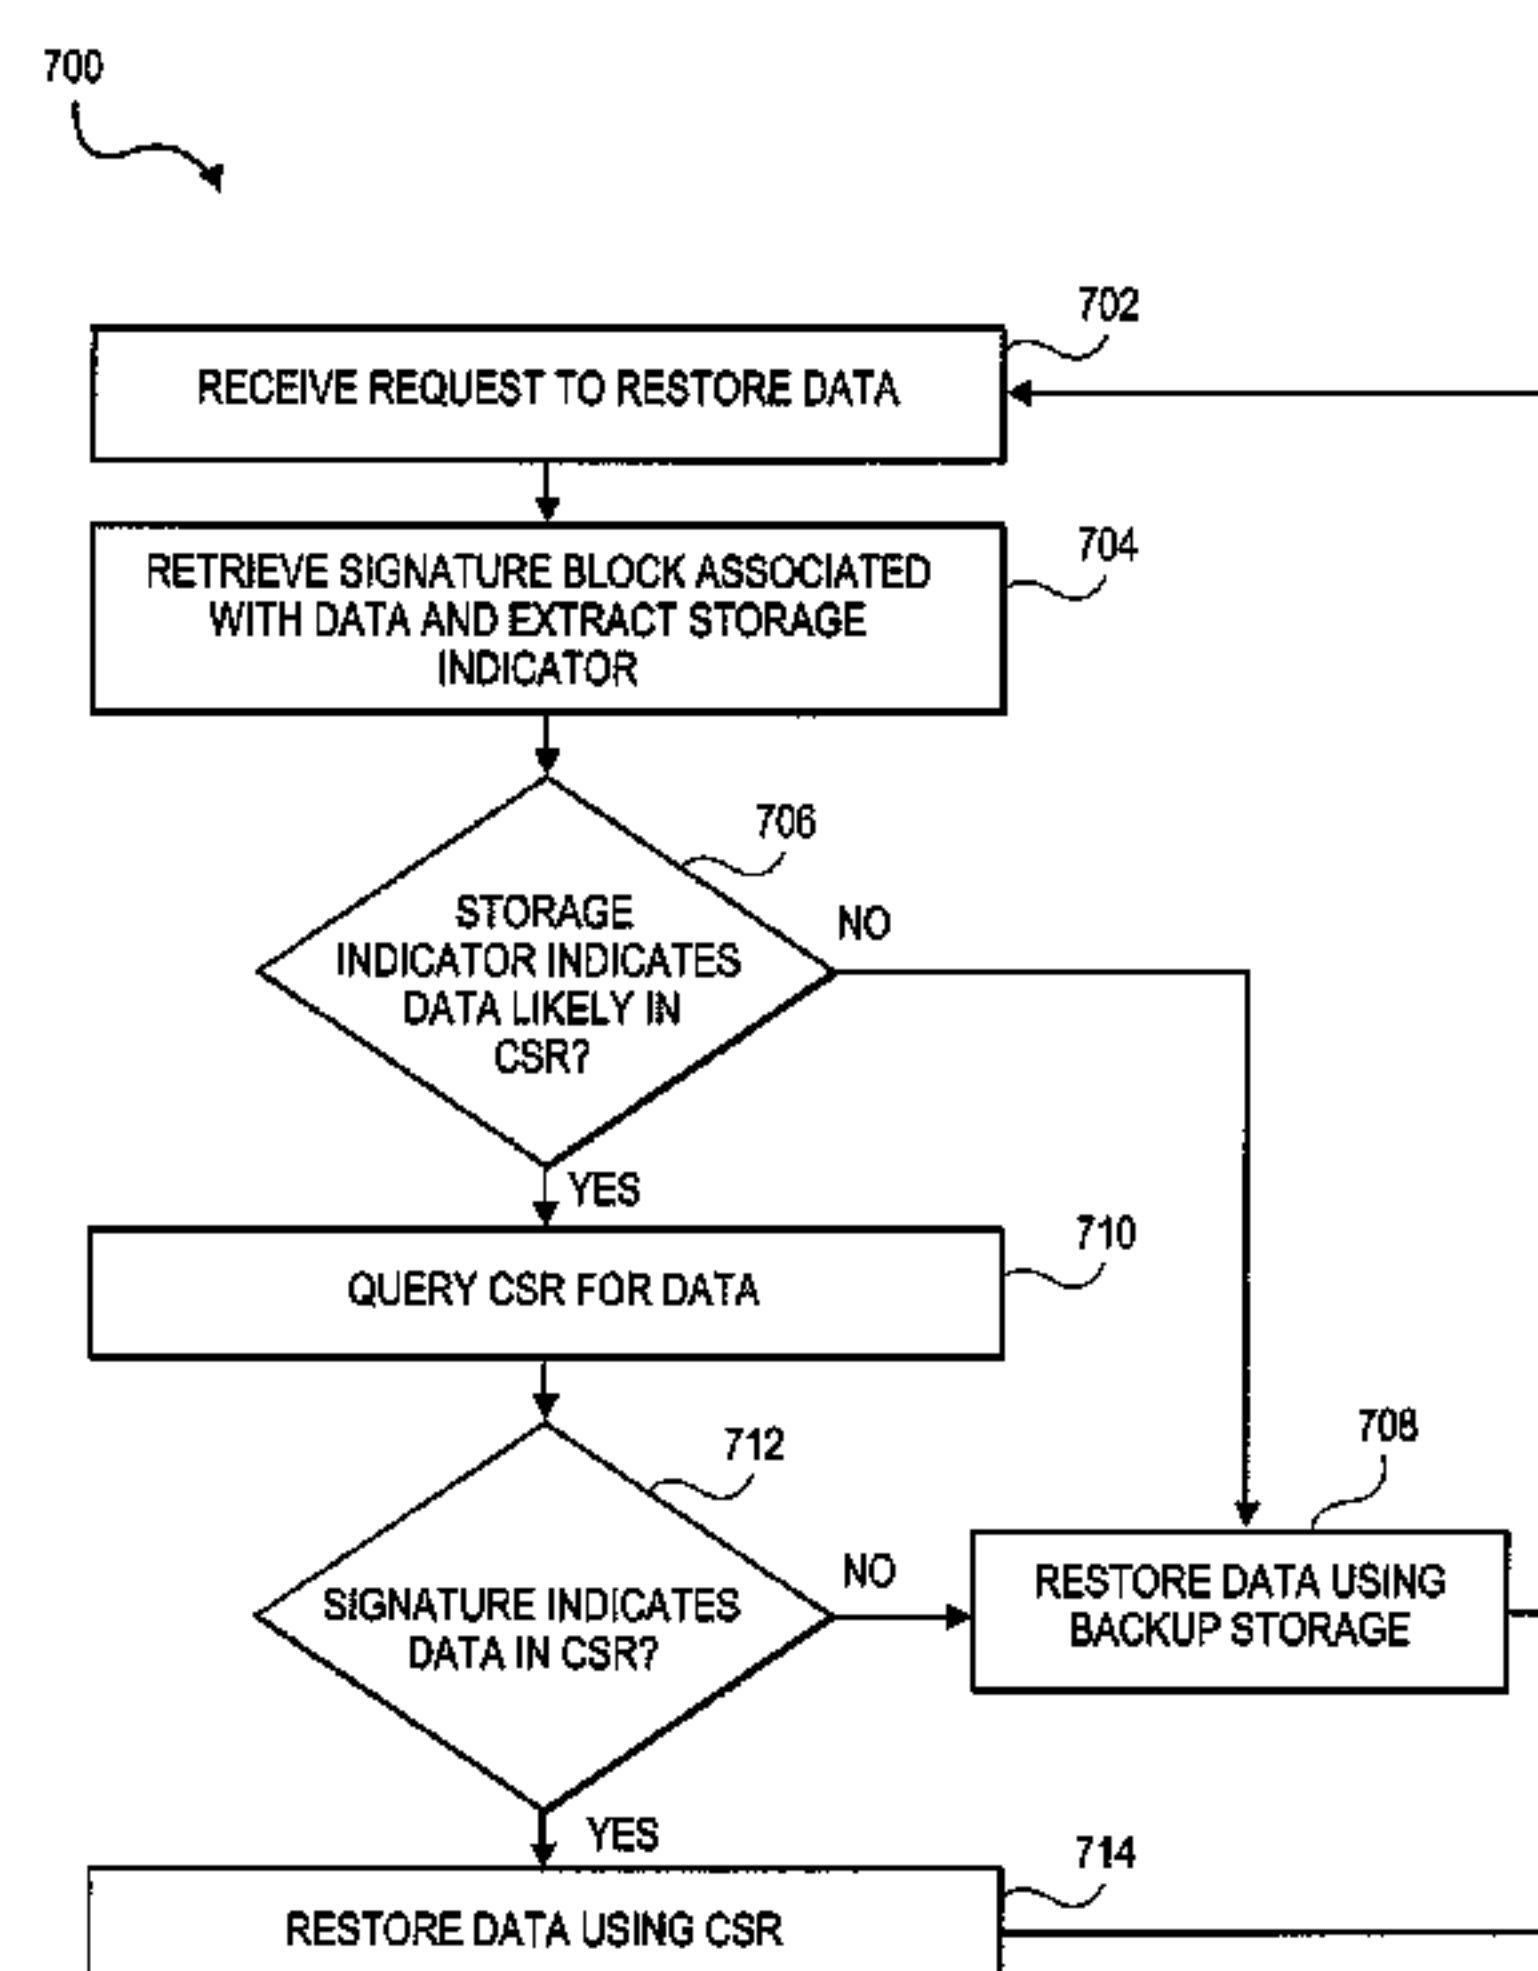 700
702
RECEIVE REQUEST TO RESTORE DATA
704
RETRIEVE SIGNATURE BLOCK ASSOCIATED
WITH DATA AND EXTRACT STORAGE
INDICATOR
706
STORAGE
INDICATOR INDICATES
DATA LIKELY IN
CSR?
NO
YES
710
QUERY CSR FOR DATA
712
SIGNATURE INDICATES
DATA IN CSR?
NO
708
RESTORE DATA USING
BACKUP STORAGE
YES
714
RESTORE DATA USING CSR